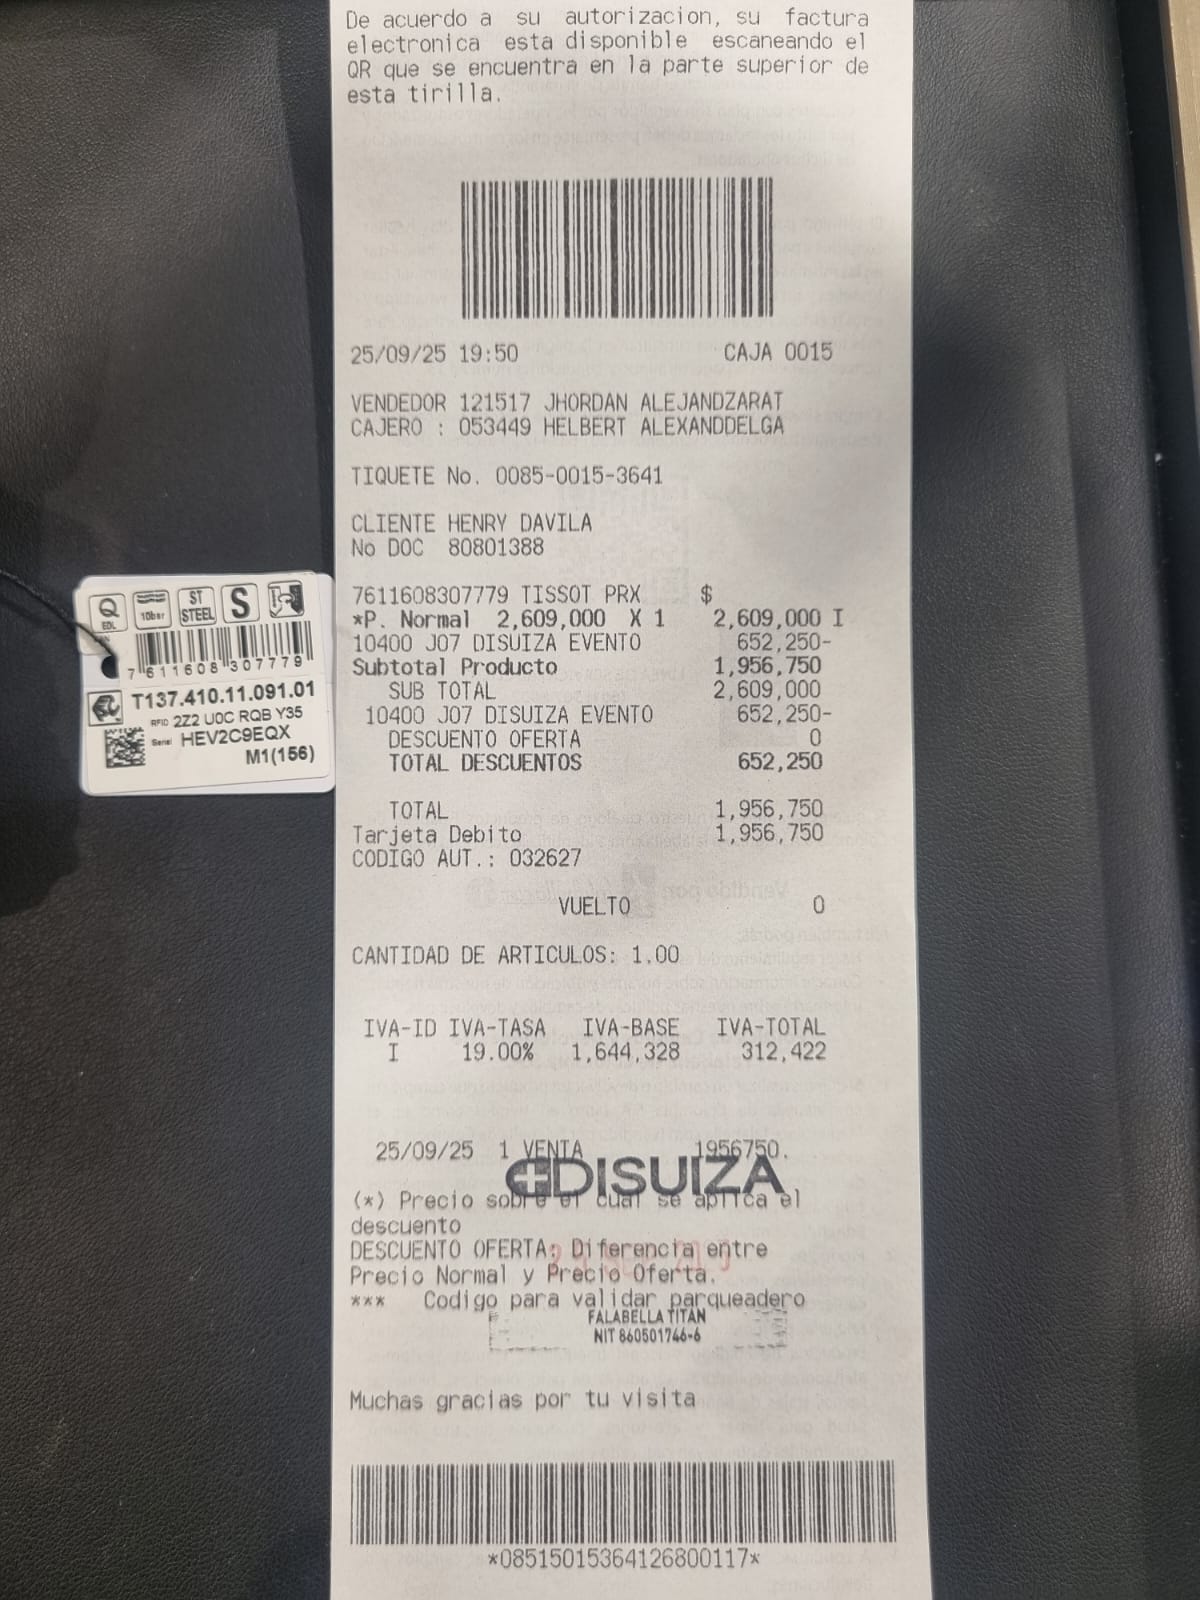 De acuerdo a su autorizacion, su factura
electronica esta disponible escaneando el
QR que se encuentra en la parte superior de
esta tirilla.
25/09/25 19:50 CAJA 0015
VENDEDOR 121517 JHORDAN ALEJANDZARAT
CAJERO : 053449 HELBERT ALEXANDDELGA
TIQUETE No. 0085-0015-3641
CLIENTE HENRY DAVILA
No DOC 80801388
7611608307779 TISSOT PRX $
*P. Normal 2,609,000 X 1 2,609,000 I
10400 J07 DISUIZA EVENTO 652,250-
Subtotal Producto 1,956,750
SUB TOTAL 2,609,000
10400 J07 DISUIZA EVENTO 652,250-
DESCUENTO OFERTA 0
TOTAL DESCUENTOS 652,250
TOTAL 1,956,750
Tarjeta Debito 1,956,750
CODIGO AUT.: 032627
VUELTO 0
CANTIDAD DE ARTICULOS: 1.00
IVA-ID IVA-TASA IVA-BASE IVA-TOTAL
I 19.00% 1,644,328 312,422
25/09/25 1 VENTA 1956750.
DISUIZA
(*) Precio sobre el cual se aplica el
descuento
DESCUENTO OFERTA: Diferencia entre
Precio Normal y Precio Oferta.
*** Codigo para validar parqueadero
FALABELLA TITAN
NIT 860501746-6
Muchas gracias por tu visita
*085150153641268001​17*
Q
EDL
10bar
ST
STEEL
S
7 611608 307779
T137.410.11.091.01
RFID 2Z2 U0C RQB Y35
Serial HEV2C9EQX
M1(156)